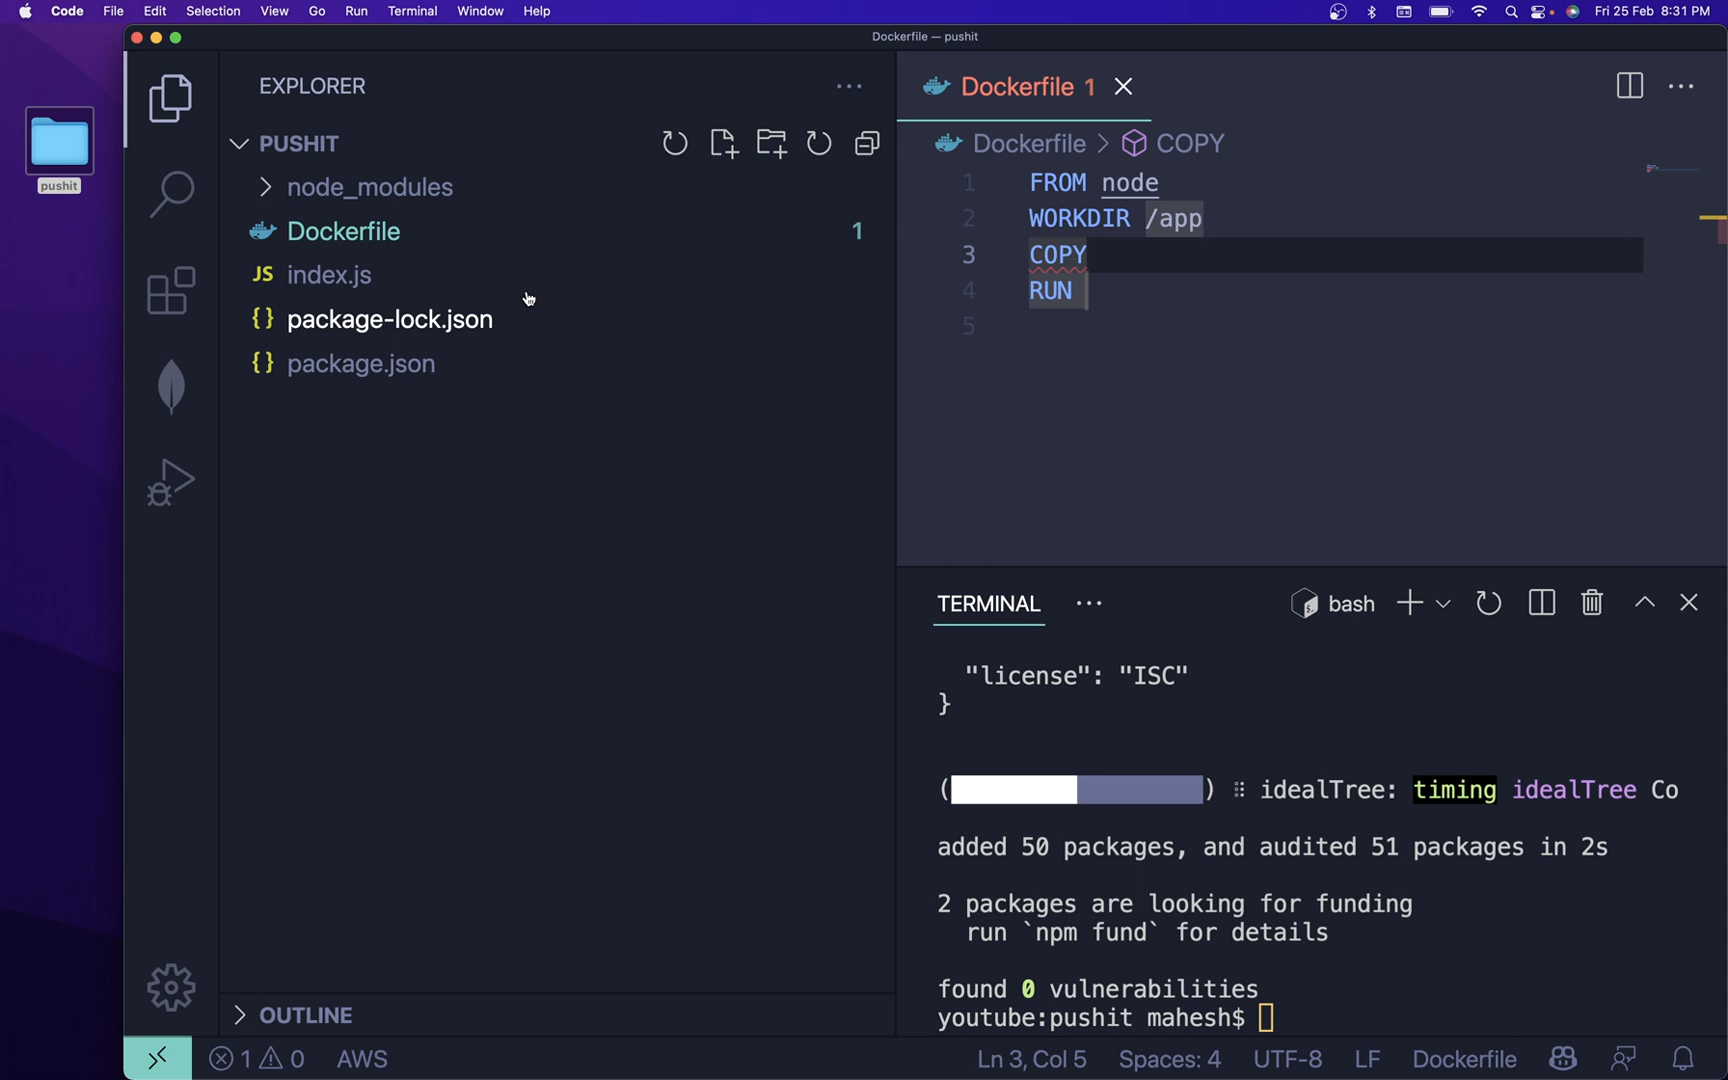 Code File Edit Selection View Go Run Terminal Window Help Fri 25 Feb 8:31 PM
Dockerfile — pushit
pushit
EXPLORER
PUSHIT
node_modules
Dockerfile 1
JS index.js
{} package-lock.json
{} package.json
OUTLINE
Dockerfile 1
Dockerfile > COPY
1 FROM node
2 WORKDIR /app
3 COPY
4 RUN
5
TERMINAL bash
"license": "ISC"
}
( ) ⠿ idealTree: timing idealTree Co
added 50 packages, and audited 51 packages in 2s
2 packages are looking for funding
run `npm fund` for details
found 0 vulnerabilities
youtube:pushit mahesh$
1 0 AWS Ln 3, Col 5 Spaces: 4 UTF-8 LF Dockerfile